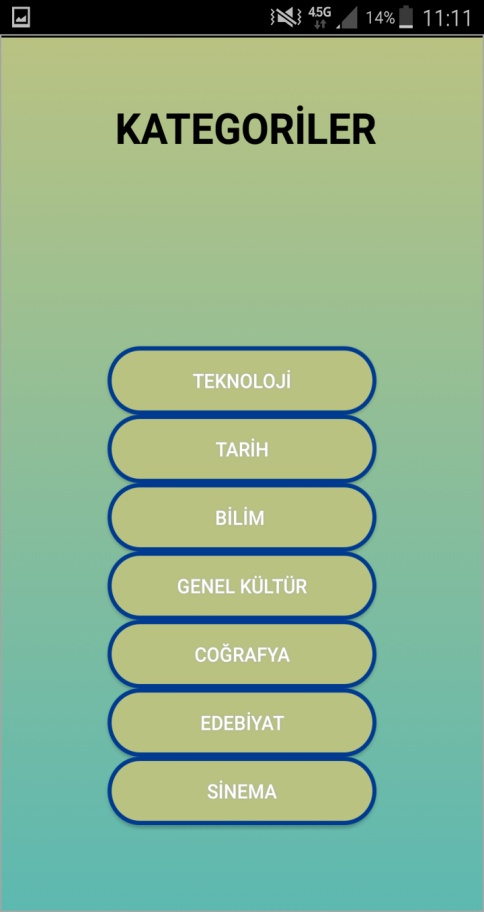 4.5G 14% 11:11
KATEGORİLER
TEKNOLOJİ
TARİH
BİLİM
GENEL KÜLTÜR
COĞRAFYA
EDEBİYAT
SİNEMA